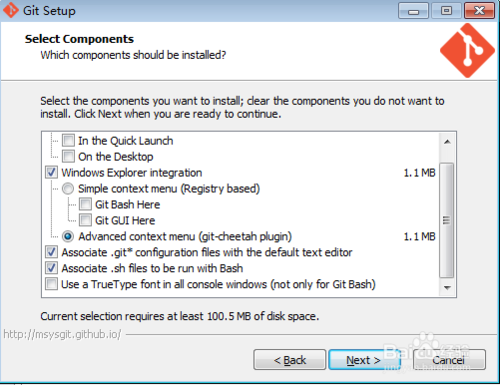 Git Setup
Select Components
Which components should be installed?
Select the components you want to install; clear the components you do not want to
install. Click Next when you are ready to continue.
In the Quick Launch
On the Desktop
Windows Explorer integration 1.1 MB
Simple context menu (Registry based)
Git Bash Here
Git GUI Here
Advanced context menu (git-cheetah plugin) 1.1 MB
Associate .git* configuration files with the default text editor
Associate .sh files to be run with Bash
Use a TrueType font in all console windows (not only for Git Bash)
Current selection requires at least 100.5 MB of disk space.
http://msysgit.github.io/
< Back Next > Cancel